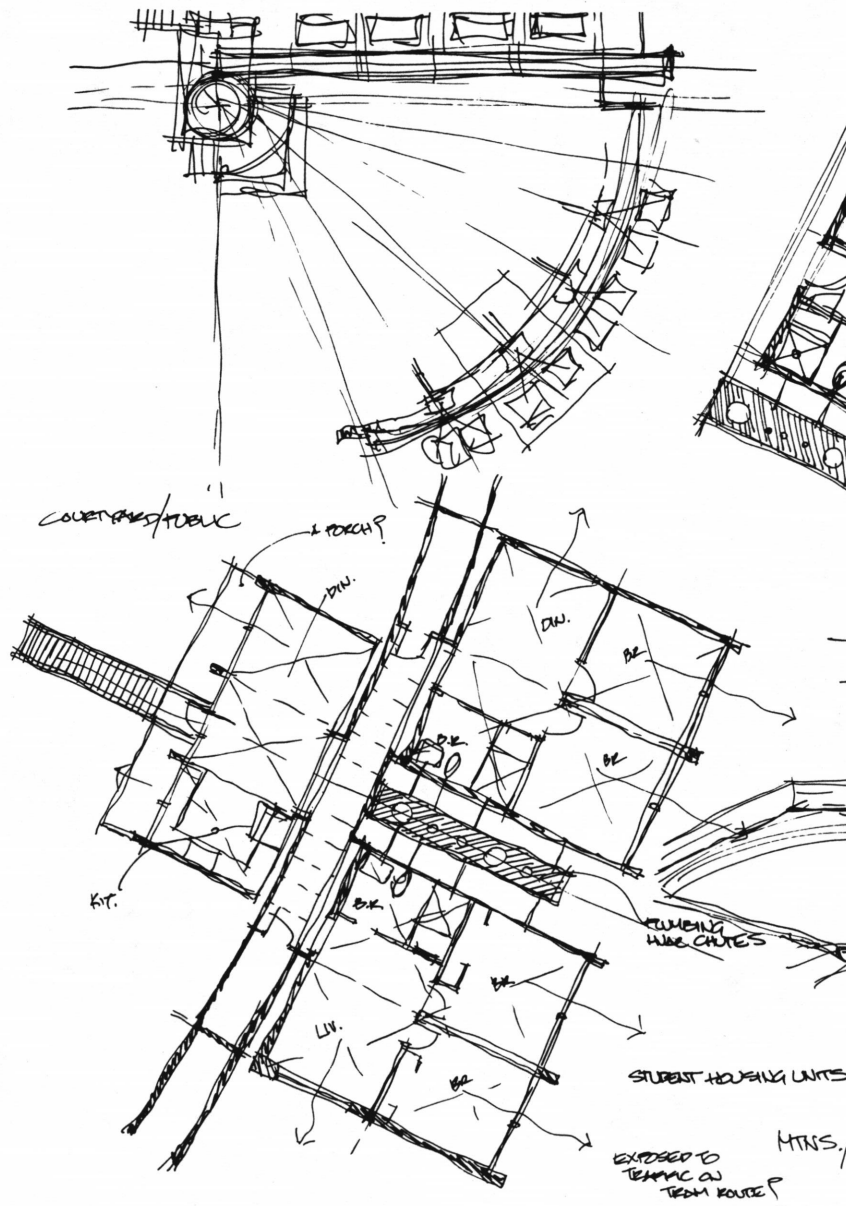 COURTYARD/PUBLIC
A PORCH?
DIN.
DIN.
BR
B.R.
BR
KIT.
B.R.
PLUMBING
HVAC CHUTES
BR
LIV.
STUDENT HOUSING UNITS
BR
MTNS./
EXPOSED TO
TRAFFIC ON
TRAM ROUTE?